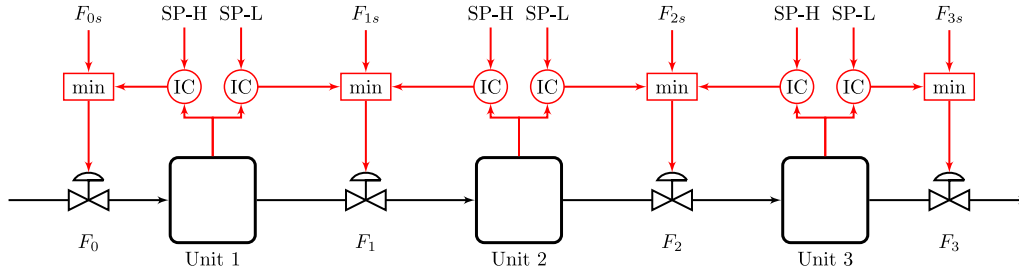 F0s SP-H SP-L F1s SP-H SP-L F2s SP-H SP-L F3s
min IC IC min IC IC min IC IC min
F0 F1 F2 F3
Unit 1 Unit 2 Unit 3